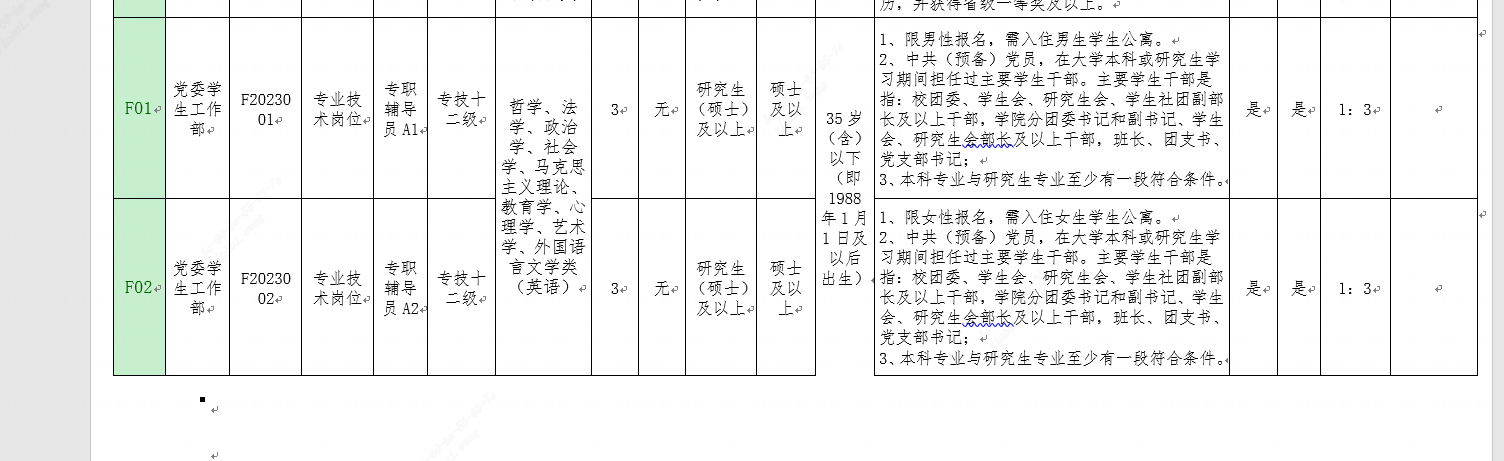 历，并获得省级一等奖及以上。
F01
党委学
生工作
部
F20230
01
专业技
术岗位
专职
辅导
员 A1
专技十
二级
哲学、法
学、政治
学、社会
学、马克思
主义理论、
教育学、心
理学、艺术
学、外国语
言文学类
（英语）
3
无
研究生
（硕士）
及以上
硕士
及以
上
35 岁
（含）
以下
（即
1988
年 1 月
1 日及
以后
出生）
1、限男性报名，需入住男生学生公寓。
2、中共（预备）党员，在大学本科或研究生学
习期间担任过主要学生干部。主要学生干部是
指：校团委、学生会、研究生会、学生社团副部
长及以上干部，学院分团委书记和副书记、学生
会、研究生会部长及以上干部，班长、团支书、
党支部书记；
3、本科专业与研究生专业至少有一段符合条件。
是
是
1：3
F02
党委学
生工作
部
F20230
02
专业技
术岗位
专职
辅导
员 A2
专技十
二级
3
无
研究生
（硕士）
及以上
硕士
及以
上
1、限女性报名，需入住女生学生公寓。
2、中共（预备）党员，在大学本科或研究生学
习期间担任过主要学生干部。主要学生干部是
指：校团委、学生会、研究生会、学生社团副部
长及以上干部，学院分团委书记和副书记、学生
会、研究生会部长及以上干部，班长、团支书、
党支部书记；
3、本科专业与研究生专业至少有一段符合条件。
是
是
1：3